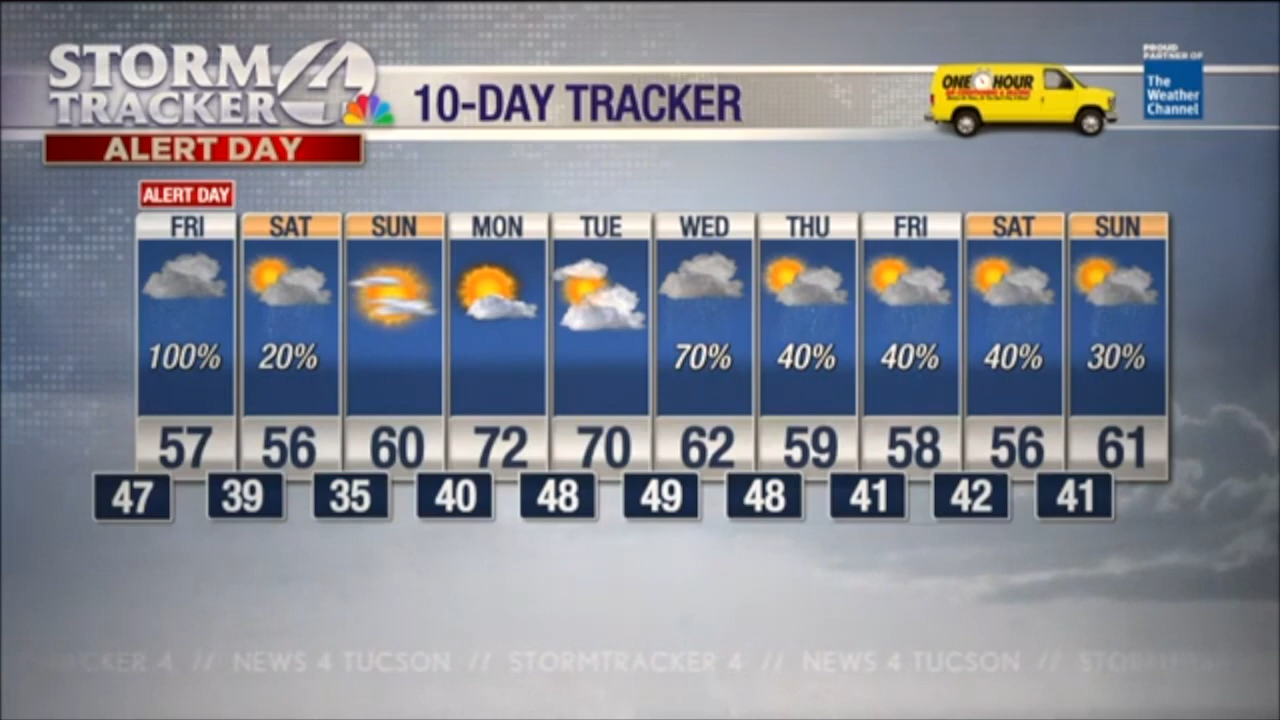 STORM
TRACKER 4
ALERT DAY
10-DAY TRACKER
ONE HOUR
PROUD
PARTNER OF
The
Weather
Channel
ALERT DAY
FRI SAT SUN MON TUE WED THU FRI SAT SUN
100% 20% 70% 40% 40% 40% 30%
57 56 60 72 70 62 59 58 56 61
47 39 35 40 48 49 48 41 42 41
CKER 4 // NEWS 4 TUCSON // STORMTRACKER 4 // NEWS 4 TUCSON // STORM